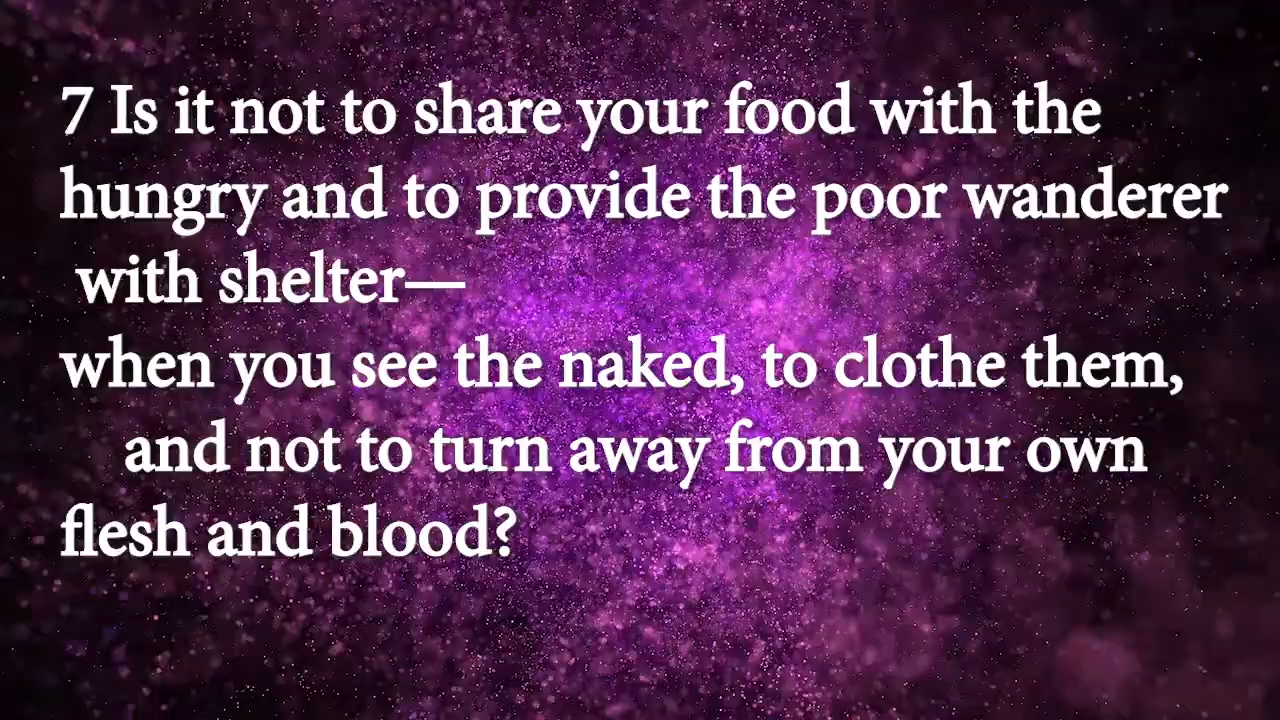 7 Is it not to share your food with the
hungry and to provide the poor wanderer
with shelter—
when you see the naked, to clothe them,
and not to turn away from your own
flesh and blood?